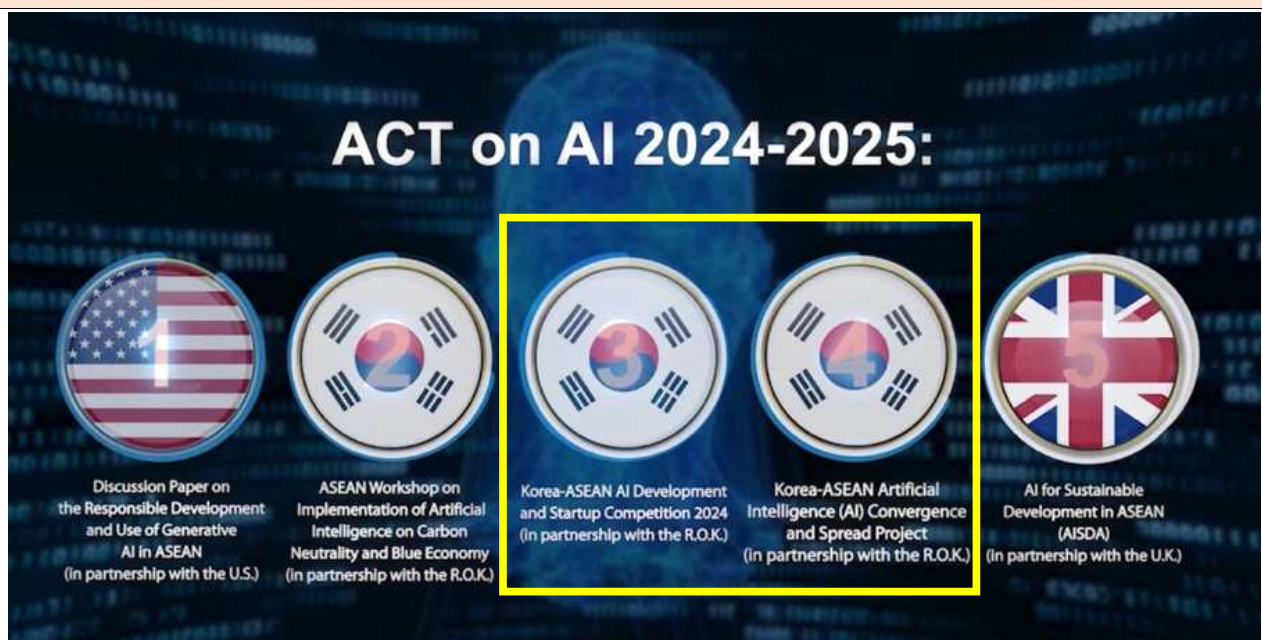 ACT on AI 2024-2025:
1
2
3
4
5
Discussion Paper on
the Responsible Development
and Use of Generative
AI in ASEAN
(in partnership with the U.S.)
ASEAN Workshop on
Implementation of Artificial
Intelligence on Carbon
Neutrality and Blue Economy
(in partnership with the R.O.K.)
Korea-ASEAN AI Development
and Startup Competition 2024
(in partnership with the R.O.K.)
Korea-ASEAN Artificial
Intelligence (AI) Convergence
and Spread Project
(in partnership with the R.O.K.)
AI for Sustainable
Development in ASEAN
(AISDA)
(in partnership with the U.K.)